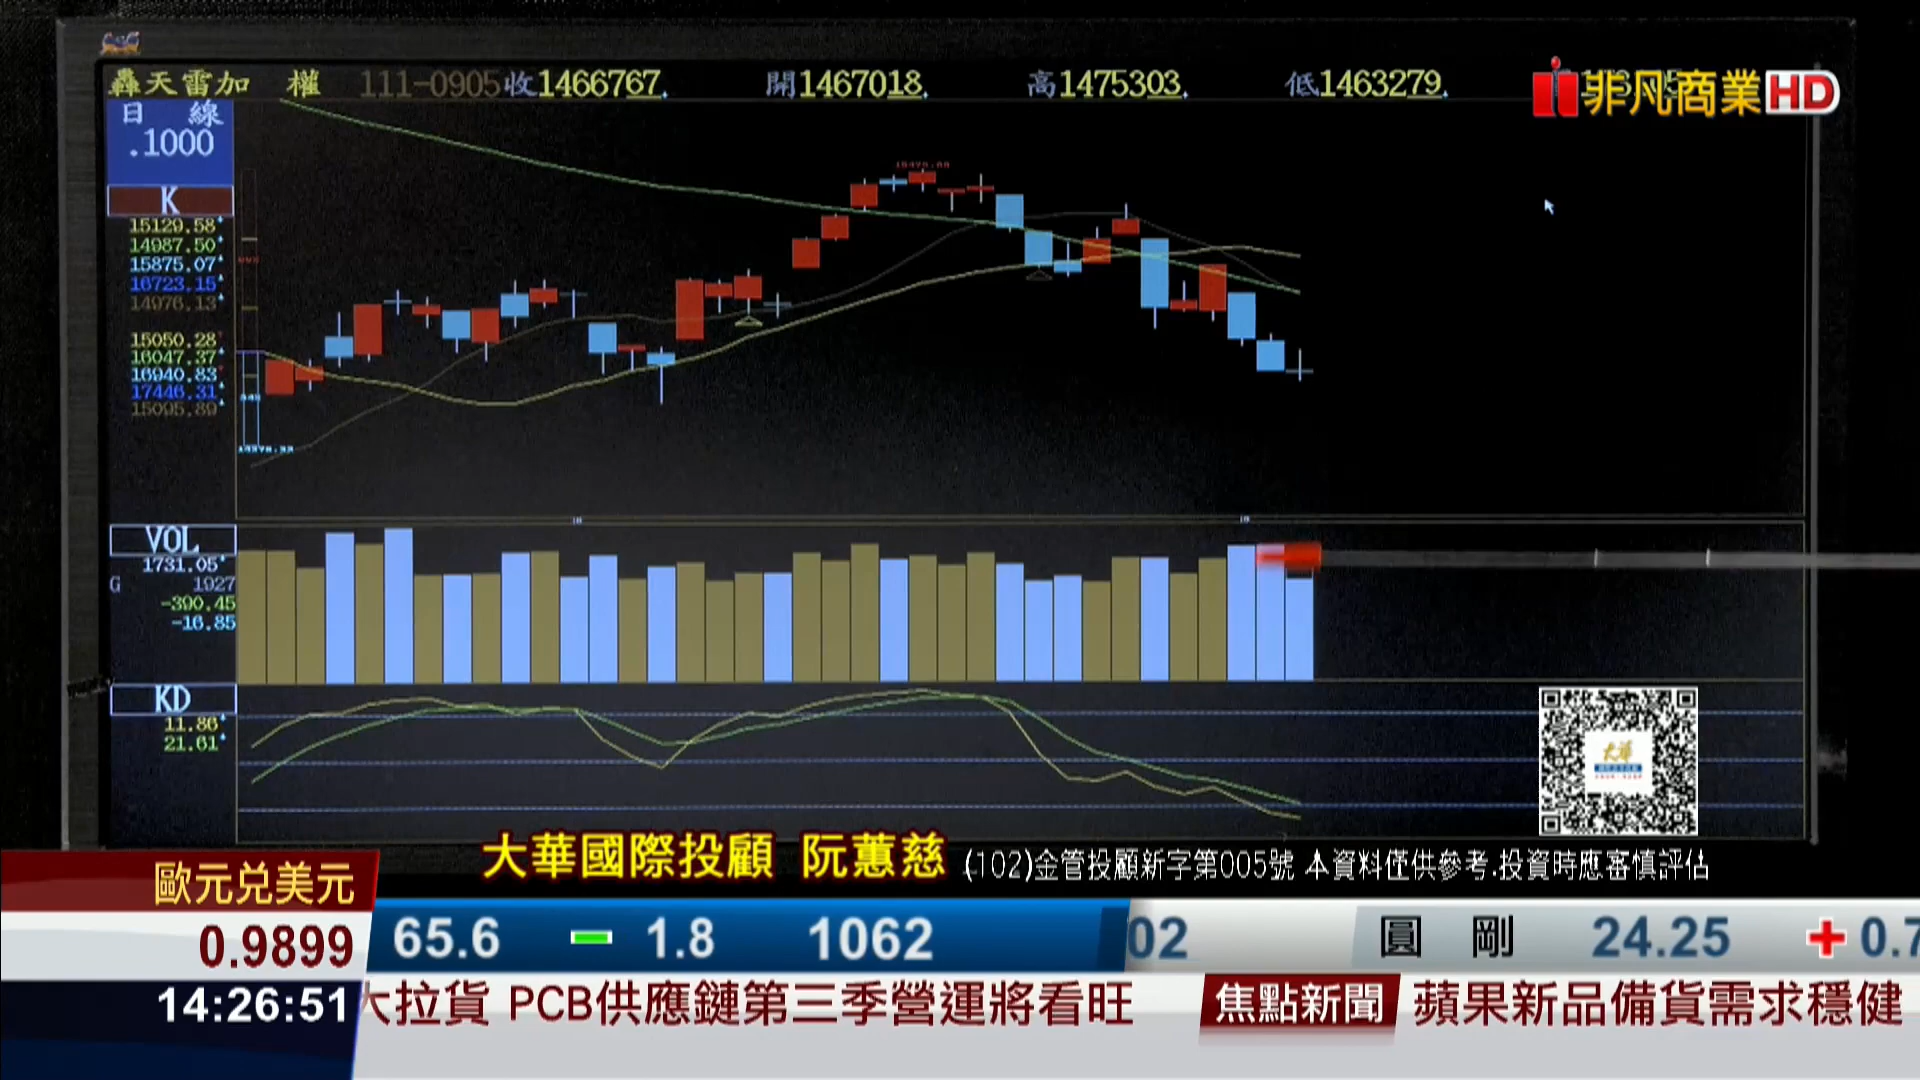 轟天雷加 權 111-0905 收1466767. 開1467018. 高1475303. 低1463279.
非凡商業HD
日 線
.1000
K
15129.58
14987.50
15875.07
16723.15
14976.13
15050.28
16047.37
16940.83
17446.31
15095.89
VOL
1731.05
G 1927
-390.45
-16.85
KD
11.86
21.61
大華
大華國際投顧 阮蕙慈 (102)金管投顧新字第005號 本資料僅供參考.投資時應審慎評估
歐元兌美元
0.9899
65.6 1.8 1062 02 圓 剛 24.25 + 0.7
14:26:51
大拉貨 PCB供應鏈第三季營運將看旺 焦點新聞 蘋果新品備貨需求穩健